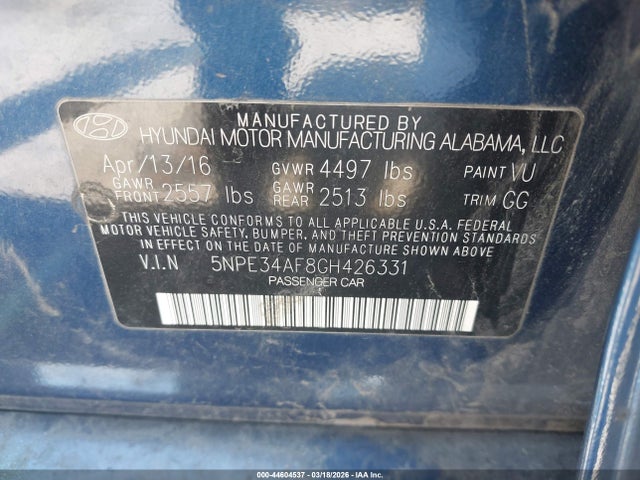 MANUFACTURED BY
HYUNDAI MOTOR MANUFACTURING ALABAMA, LLC
Apr/13/16 GVWR 4497 lbs PAINT VU
GAWR FRONT 2557 lbs GAWR REAR 2513 lbs TRIM GG
THIS VEHICLE CONFORMS TO ALL APPLICABLE U.S.A. FEDERAL
MOTOR VEHICLE SAFETY, BUMPER, AND THEFT PREVENTION STANDARDS
IN EFFECT ON THE DATE OF MANUFACTURE SHOWN ABOVE.
V.I.N 5NPE34AF8GH426331
PASSENGER CAR
000-44604537 - 03/18/2026 - IAA Inc.